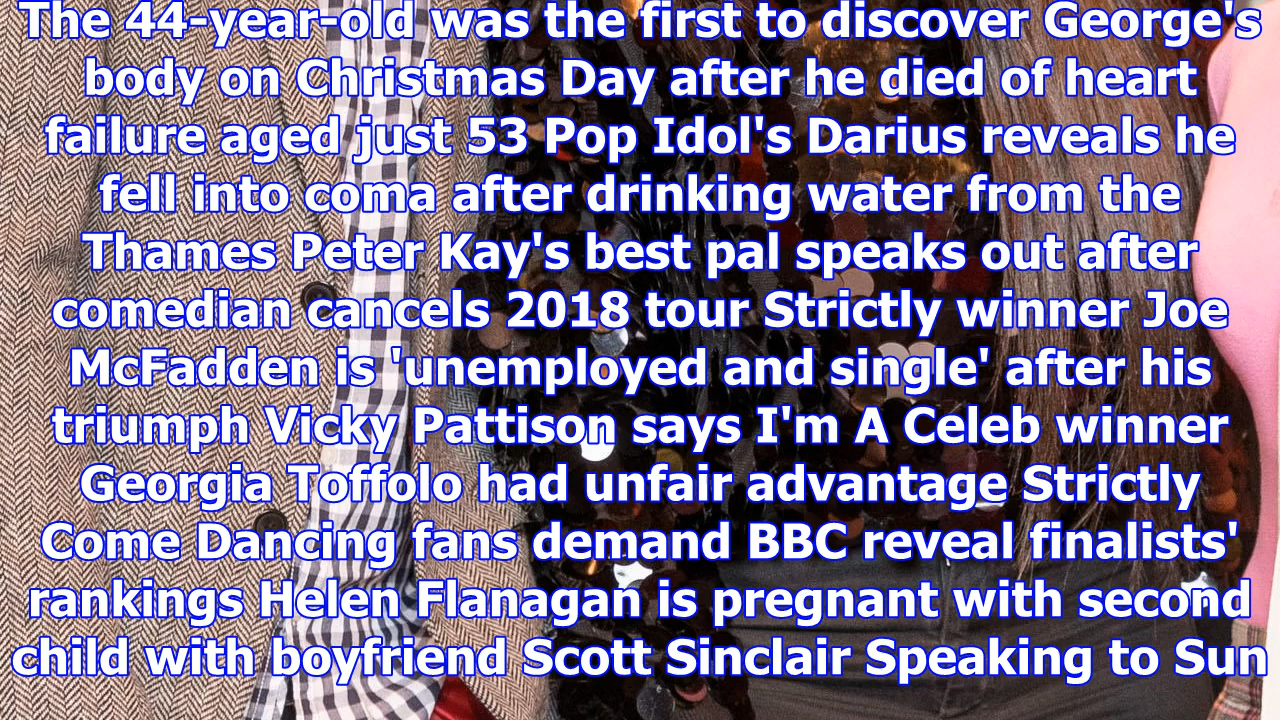 The 44-year-old was the first to discover George's
body on Christmas Day after he died of heart
failure aged just 53 Pop Idol's Darius reveals he
fell into coma after drinking water from the
Thames Peter Kay's best pal speaks out after
comedian cancels 2018 tour Strictly winner Joe
McFadden is 'unemployed and single' after his
triumph Vicky Pattison says I'm A Celeb winner
Georgia Toffolo had unfair advantage Strictly
Come Dancing fans demand BBC reveal finalists'
rankings Helen Flanagan is pregnant with second
child with boyfriend Scott Sinclair Speaking to Sun